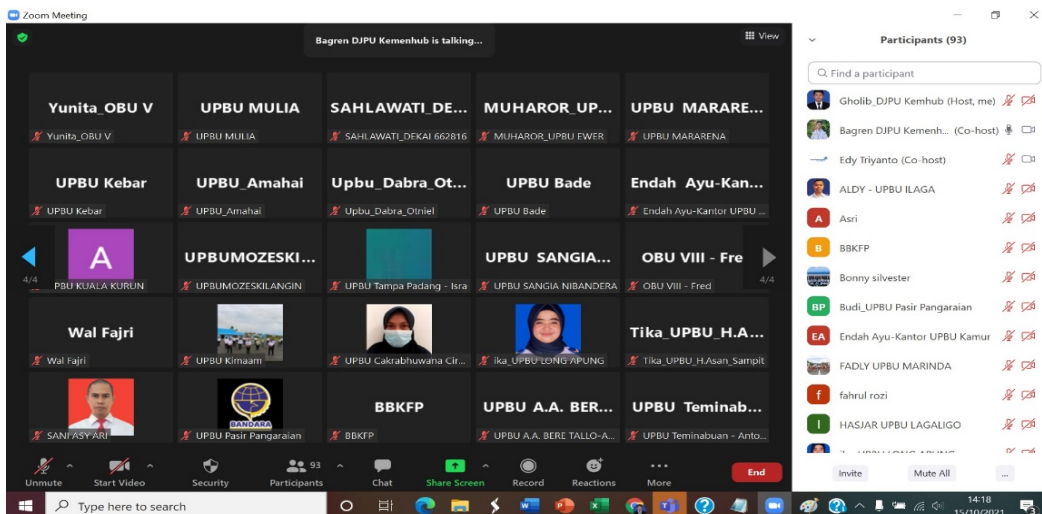 Zoom Meeting
Bagren DJPU Kemenhub is talking...
View
Yunita_OBU V
UPBU MULIA
SAHLAWATI_DE...
MUHAROR_UP...
UPBU MARARE...
Yunita_OBU V
UPBU MULIA
SAHLAWATI_DEKAI 662816
MUHAROR_UPBU EWER
UPBU MARARENA
UPBU Kebar
UPBU_Amahai
Upbu_Dabra_Ot...
UPBU Bade
Endah Ayu-Kan...
UPBU Kebar
UPBU_Amahai
Upbu_Dabra_Otniel
UPBU Bade
Endah Ayu-Kantor UPBU ...
A
UPBUMOZESKI...
UPBU SANGIA...
OBU VIII - Fre
4/4
PBU KUALA KURUN
UPBUMOZESKILANGIN
UPBU Tampa Padang - Isra
UPBU SANGIA NIBANDERA
OBU VIII - Fred
4/4
Wal Fajri
Tika_UPBU_H.A...
Wal Fajri
UPBU Kimaam
UPBU Cakrabhuwana Cir...
ika_UPBU LONG APUNG
Tika_UPBU_H.Asan_Sampit
BANDARA
BBKFP
UPBU A.A. BER...
UPBU Teminab...
SANI ASY ARI
UPBU Pasir Pangaraian
BBKFP
UPBU A.A. BERE TALLO-A...
UPBU Teminabuan - Anto...
Unmute
Start Video
Security
93
Participants
Chat
Share Screen
Record
Reactions
More
End
Participants (93)
Find a participant
Gholib_DJPU Kemhub (Host, me)
Bagren DJPU Kemenh... (Co-host)
Edy Triyanto (Co-host)
ALDY - UPBU ILAGA
A Asri
B BBKFP
Bonny silvester
BP Budi_UPBU Pasir Pangaraian
EA Endah Ayu-Kantor UPBU Kamur
FADLY UPBU MARINDA
f fahrul rozi
I HASJAR UPBU LAGALIGO
Invite
Mute All
...
Type here to search
14:18
15/10/2021